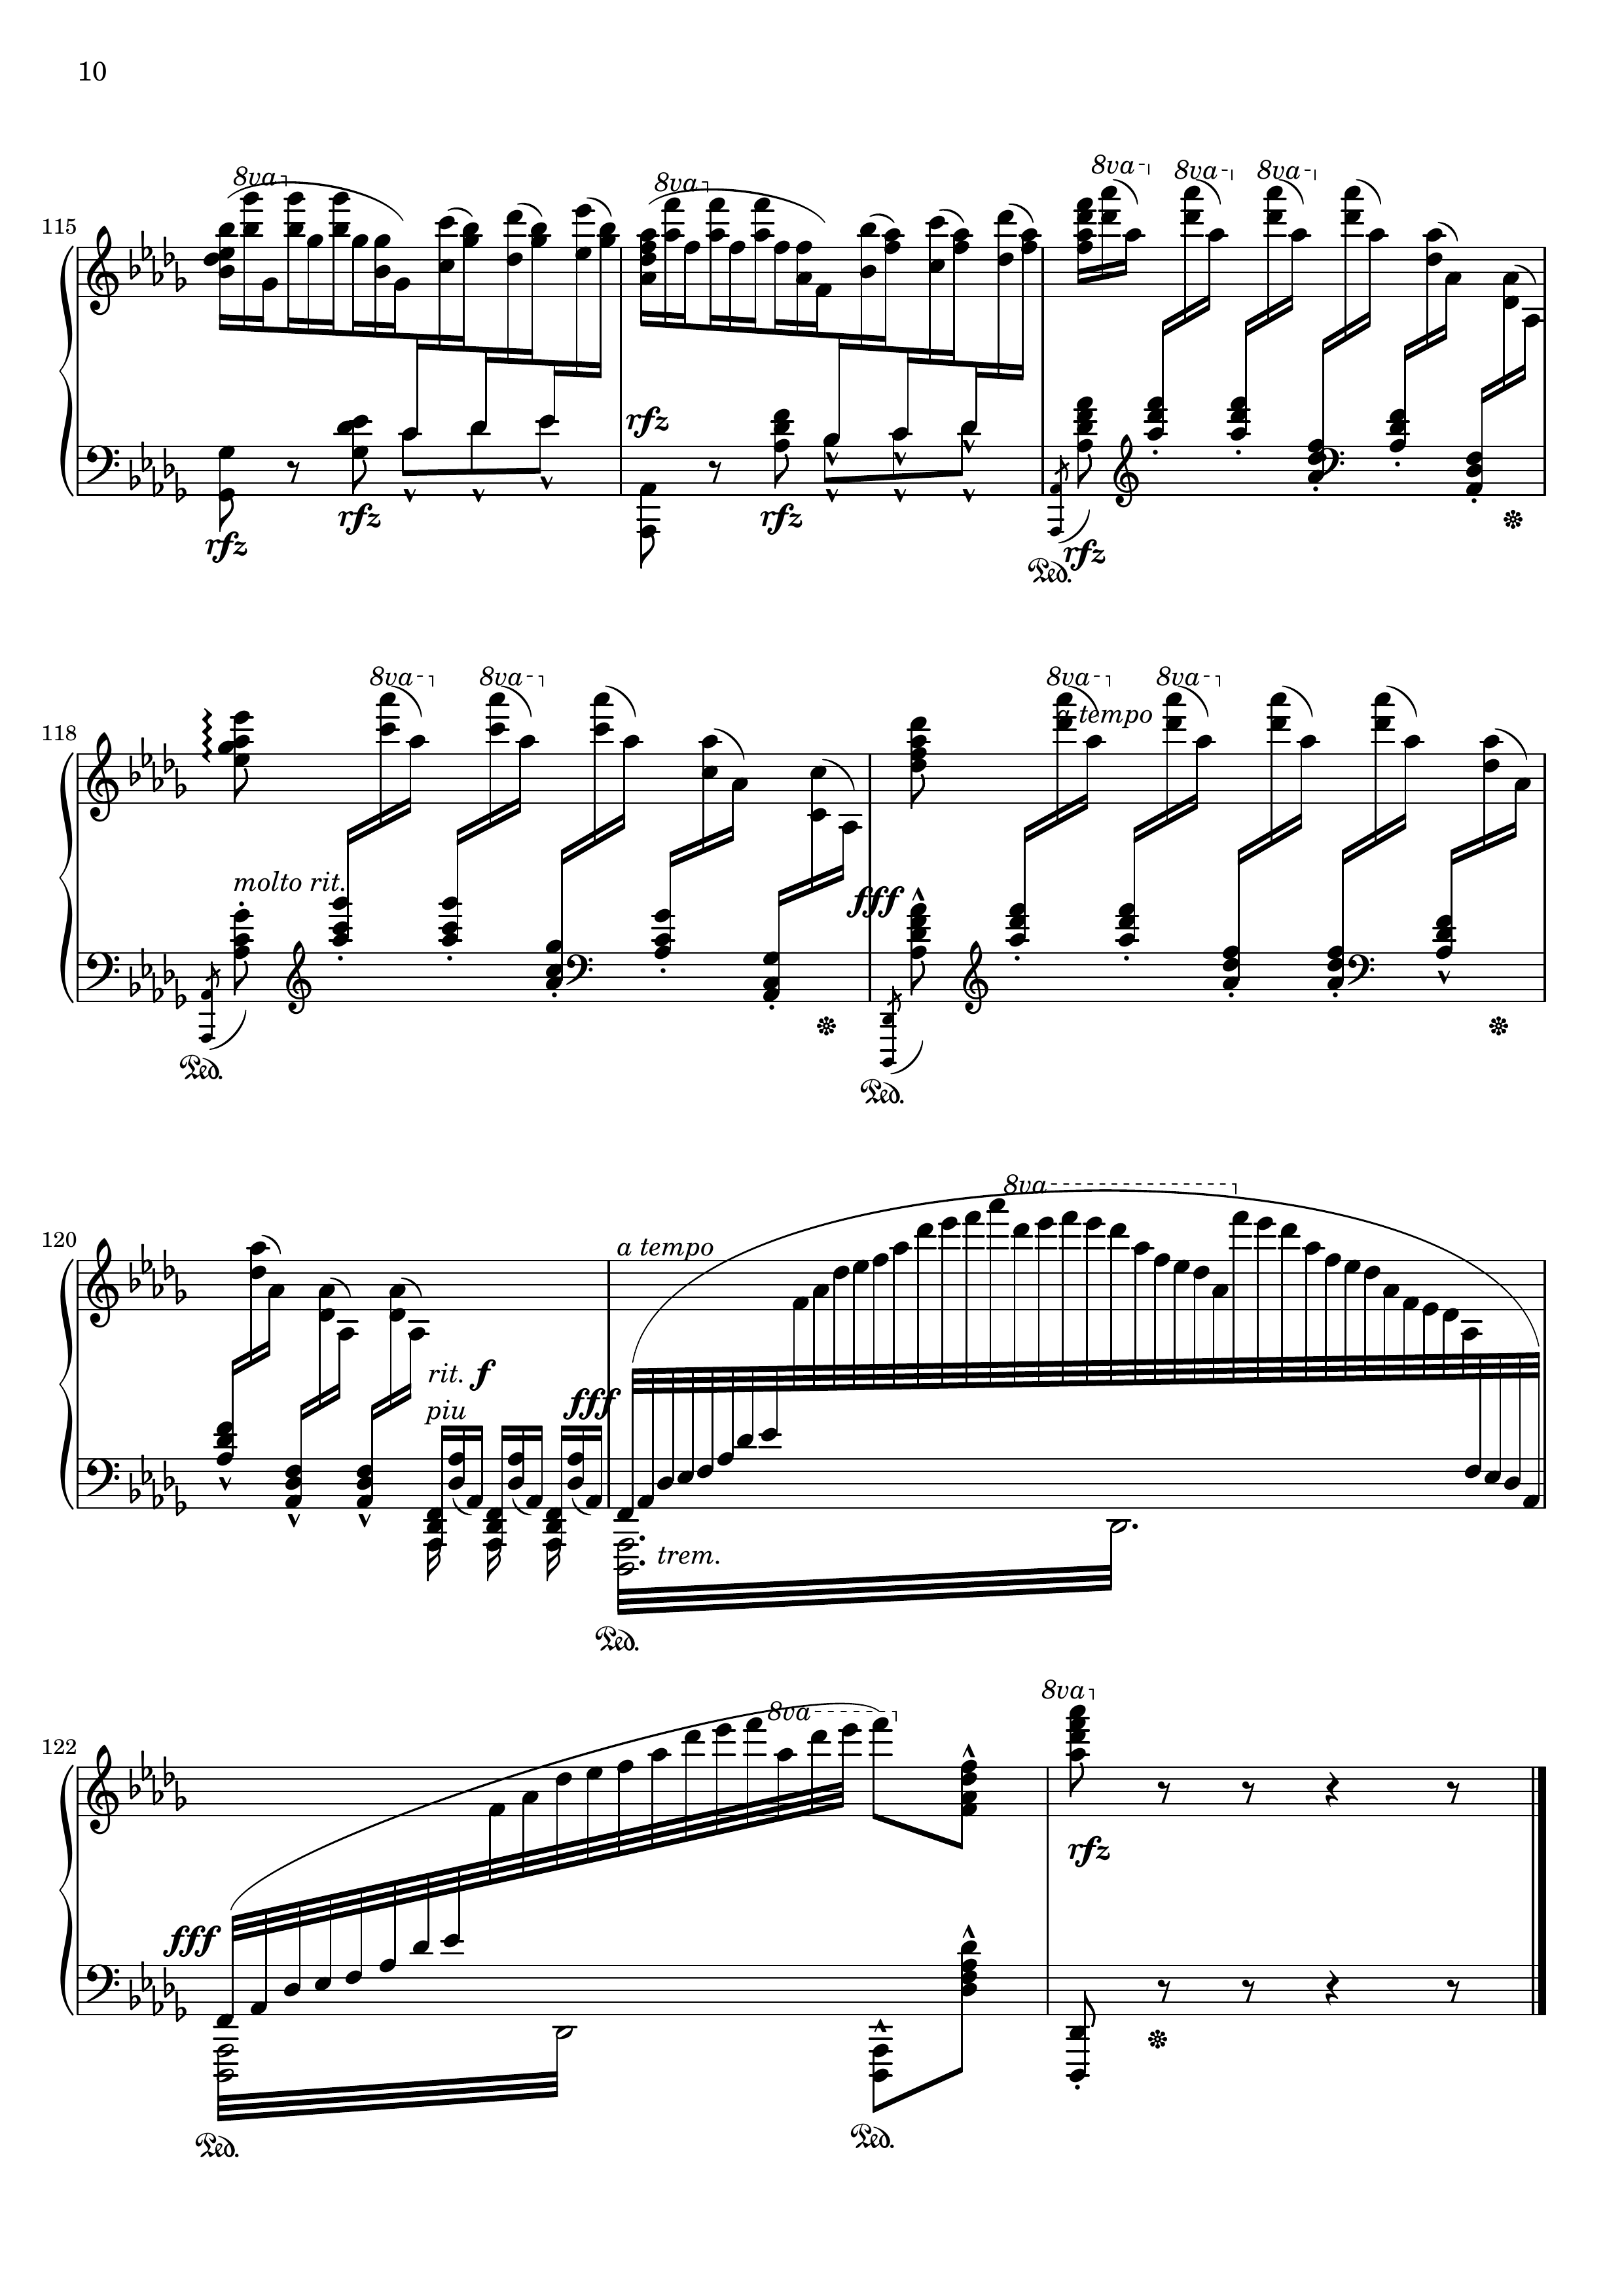 10
8va 8va 8va 8va 8va
115
rfz rfz rfz rfz rfz
Ped.
8va 8va 8va 8va
118 a tempo
molto rit.
fff
Ped. Ped.
8va
120 a tempo
rit. f
piu fff
trem.
Ped.
8va 8va
122
rfz
fff
Ped. Ped.